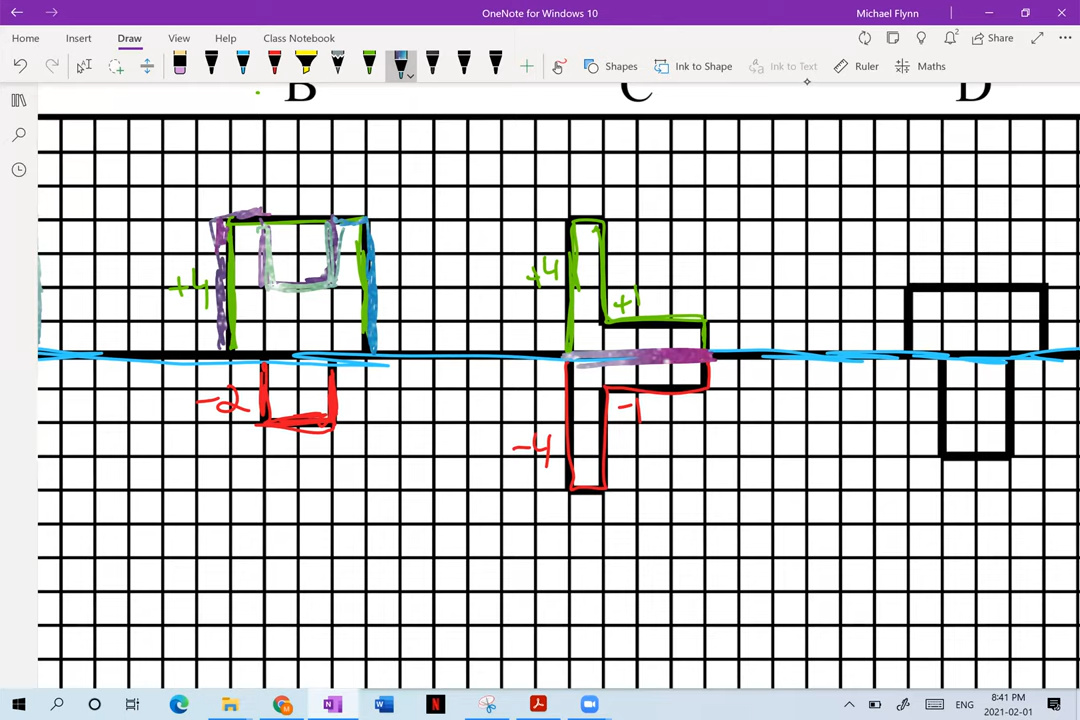 OneNote for Windows 10
Michael Flynn
Home
Insert
Draw
View
Help
Class Notebook
Share
Shapes
Ink to Shape
Ink to Text
Ruler
Maths
B
C
D
+4
-2
+4
+1
-4
-1
ENG
8:41 PM
2021-02-01